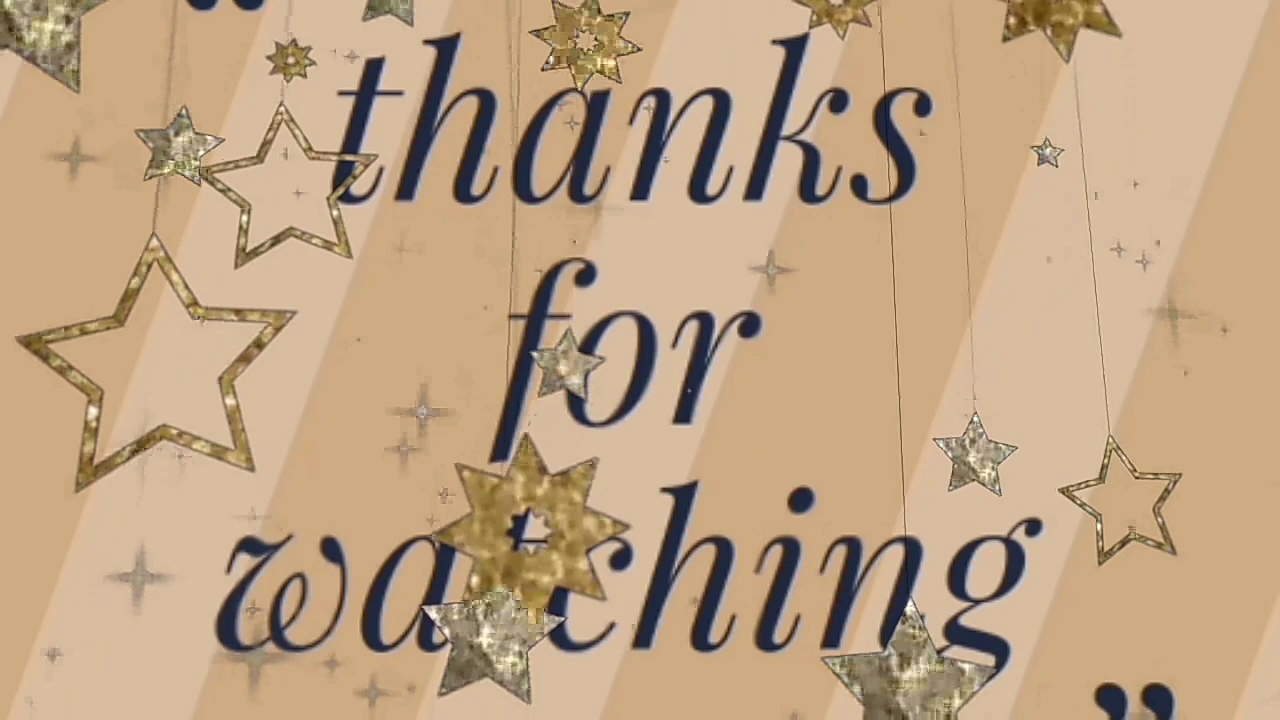 “
thanks
for
watching
”